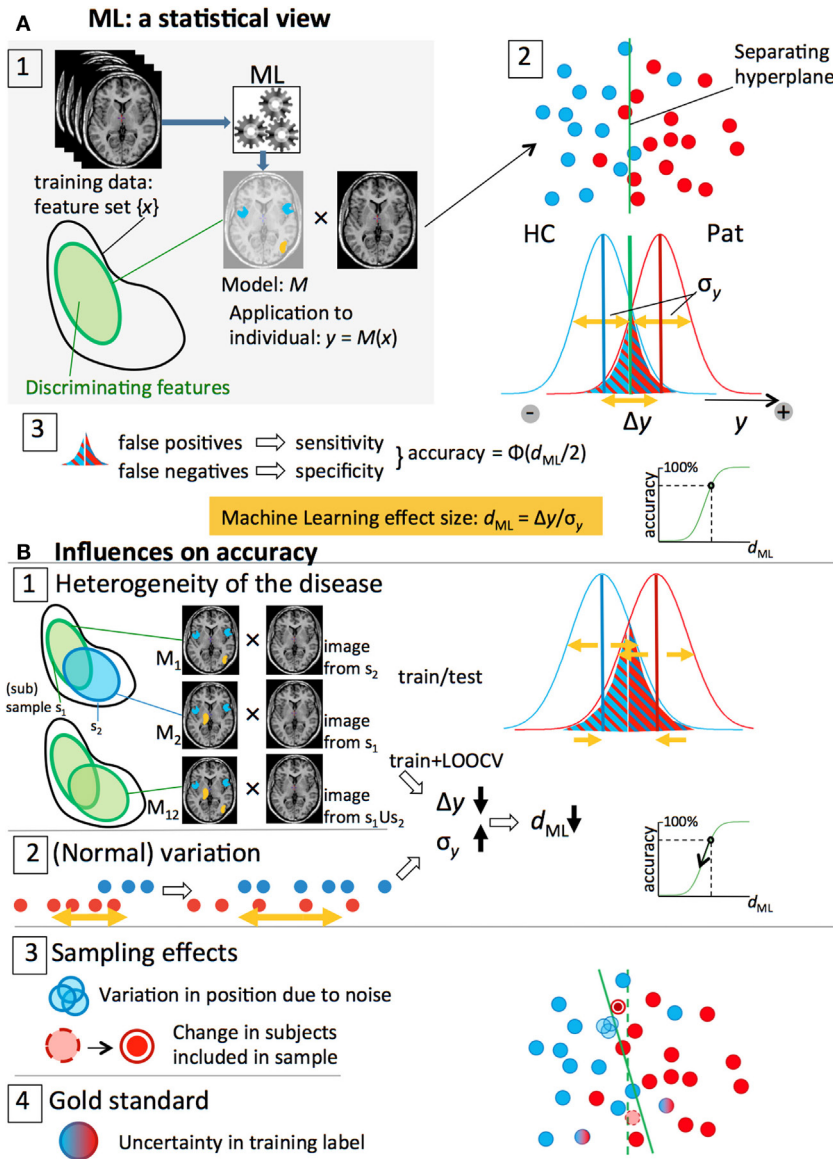 A
ML: a statistical view
1
ML
training data:
feature set {x}
×
Model: M
Application to
individual: y = M(x)
Discriminating features
2
Separating
hyperplane
HC
Pat
σy
-
Δy
y
+
3
false positives ⇨ sensitivity
false negatives ⇨ specificity
} accuracy = Φ(dML/2)
Machine Learning effect size: dML = Δy/σy
100%
accuracy
dML
B
Influences on accuracy
1
Heterogeneity of the disease
(sub)
sample s1
s2
M1
×
image
from s2
M2
×
image
from s1
M12
×
image
from s1Us2
train/test
train+LOOCV
Δy
σy
dML
100%
accuracy
dML
2
(Normal) variation
3
Sampling effects
Variation in position due to noise
Change in subjects
included in sample
4
Gold standard
Uncertainty in training label